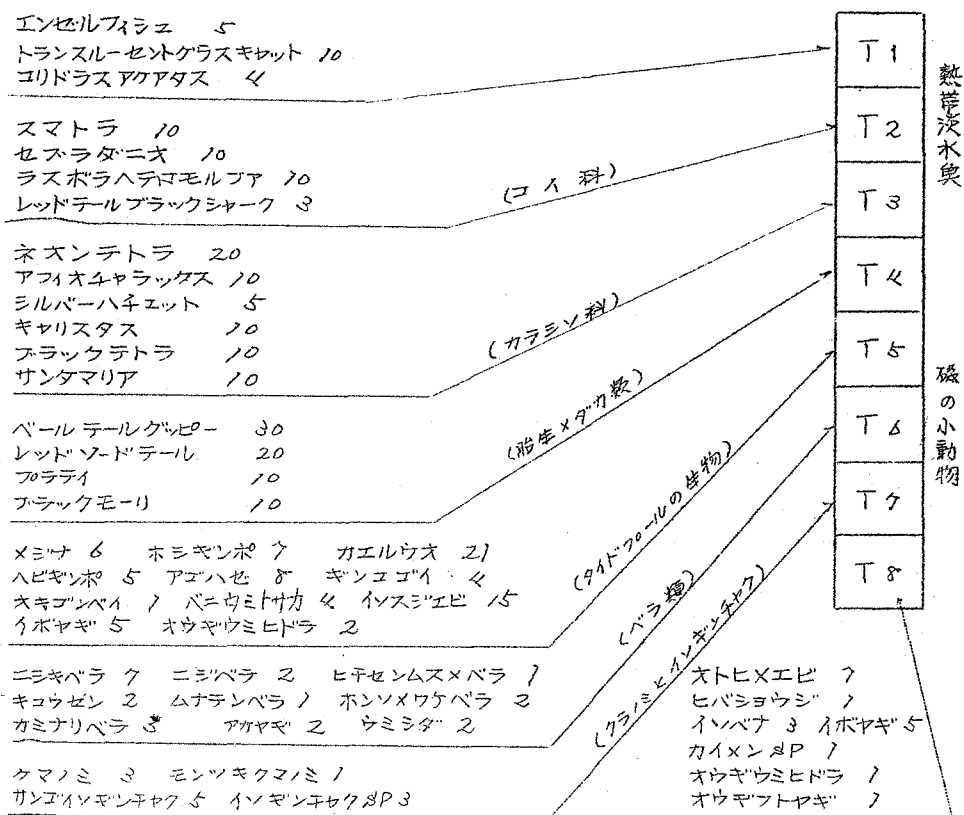 エンゼルフィシュ 5
トランスルーセントグラスキャット 10
コリドラスアクアタス 4
スマトラ 10
ゼブラダニオ 10
ラスボラヘテロモルファ 10
レッドテールブラックシャーク 3
(コイ科)
ネオンテトラ 20
アフィオチャラックス 10
シルバーハチェット 5
キャリスタス 10
ブラックテトラ 10
サンタマリア 10
(カラシン科)
ベールテールグッピー 30
レッドソードテール 20
プラティ 10
ブラックモーリ 10
(胎生メダカ類)
メジナ 6 ホシギンポ 7 カエルウオ 21
ヘビギンポ 5 アゴハゼ 8 ギンユゴイ 4
オキゴンベイ 1 ベニウミトサカ 4 イソスジエビ 15
イボヤギ 5 オウギウミヒドラ 2
(タイドプールの生物)
ニシキベラ 7 ニジベラ 2 ヒテセンムスメベラ 1
キュウセン 2 ムナテンベラ 1 ホンソメワケベラ 2
カミナリベラ 3 アカヤギ 2 ウミシダ 2
(ベラ類)
クマノミ 3 モンツキクマノミ 1
サンゴイソギンチャク 5 イソギンチャクSP 3
(クマノミとイソギンチャク)
オトヒメエビ 1
ヒバショウジ 1
イソバナ 3 イボヤギ 5
カイメンSP 1
オウギウミヒドラ 1
オウギフトヤギ 1
T1
T2
T3
T4
T5
T6
T7
T8
熱帯淡水魚
磯の小動物